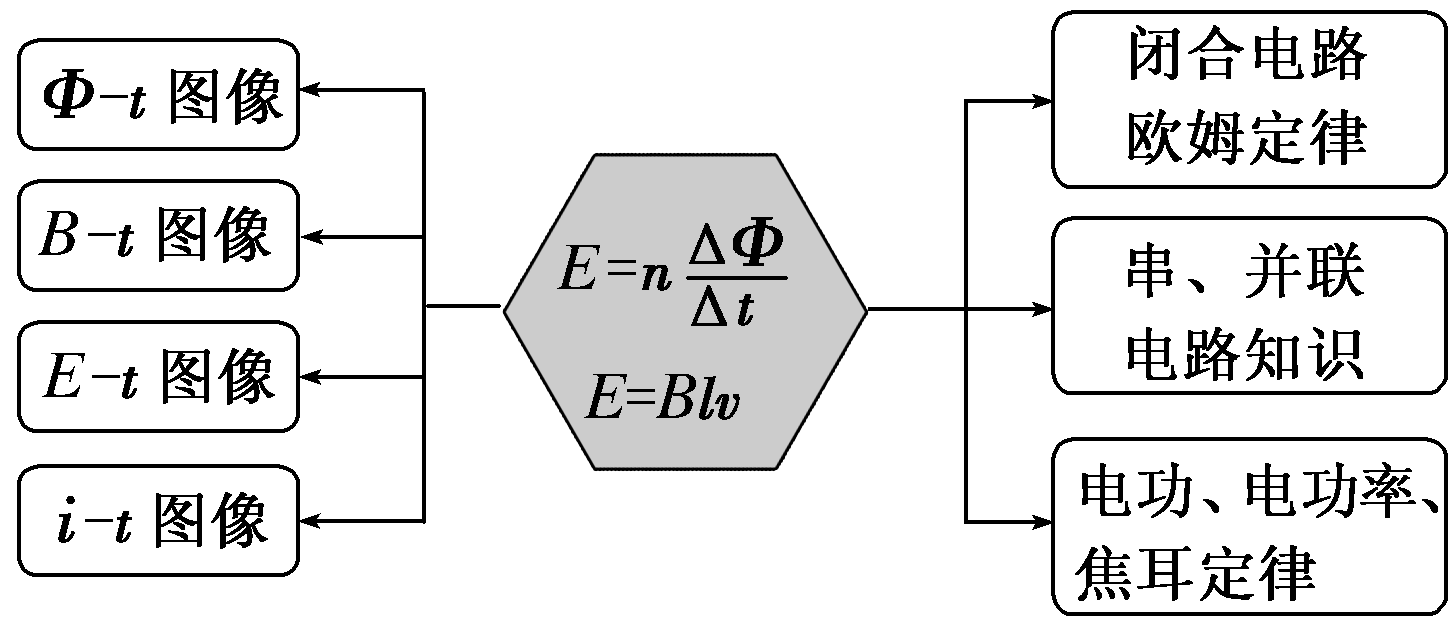 Φ-t 图像
B-t 图像
E-t 图像
i-t 图像
E=n ΔΦ/Δt
E=Blv
闭合电路
欧姆定律
串、并联
电路知识
电功、电功率、
焦耳定律